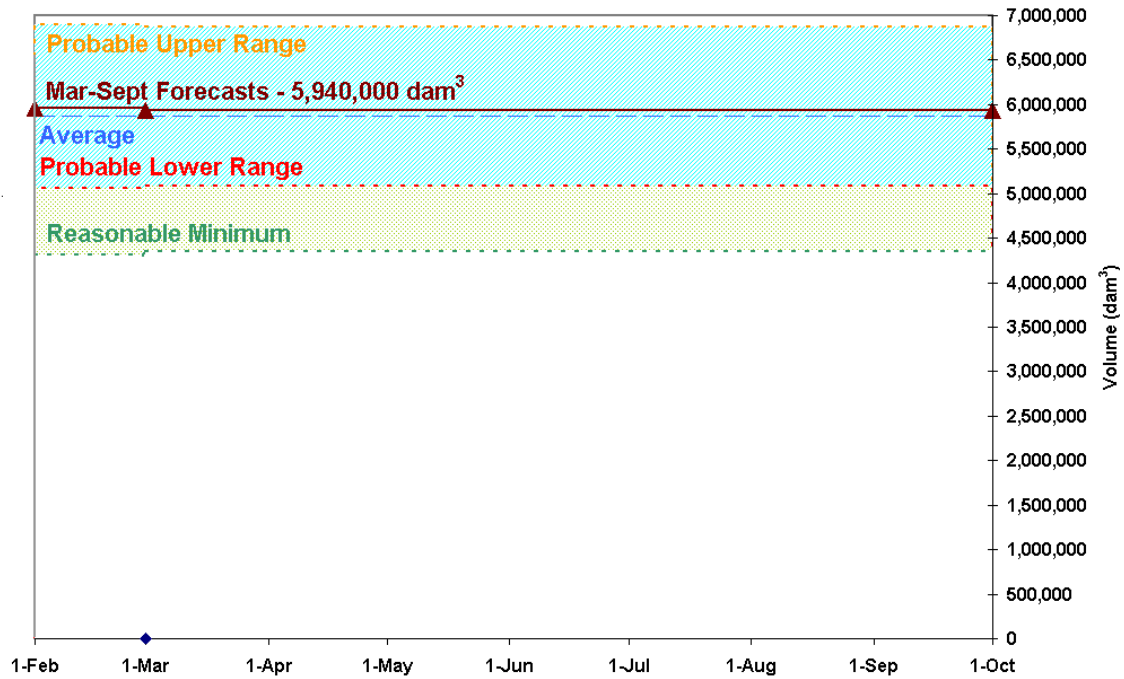 Probable Upper Range
Mar-Sept Forecasts - 5,940,000 dam³
Average
Probable Lower Range
Reasonable Minimum
7,000,000
6,500,000
6,000,000
5,500,000
5,000,000
4,500,000
4,000,000
3,500,000
3,000,000
2,500,000
2,000,000
1,500,000
1,000,000
500,000
0
Volume (dam³)
1-Feb 1-Mar 1-Apr 1-May 1-Jun 1-Jul 1-Aug 1-Sep 1-Oct